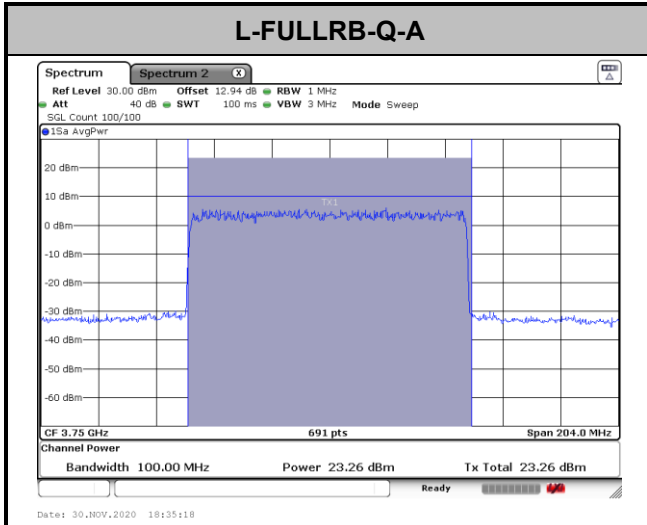 L-FULLRB-Q-A
Spectrum Spectrum 2 X
Ref Level 30.00 dBm Offset 12.94 dB RBW 1 MHz
Att 40 dB SWT 100 ms VBW 3 MHz Mode Sweep
SGL Count 100/100
1Sa AvgPwr
20 dBm
Tx1
10 dBm
0 dBm
-10 dBm
-20 dBm
-30 dBm
-40 dBm
-50 dBm
-60 dBm
CF 3.75 GHz 691 pts Span 204.0 MHz
Channel Power
Bandwidth 100.00 MHz Power 23.26 dBm Tx Total 23.26 dBm
Ready
Date: 30.NOV.2020 18:35:18